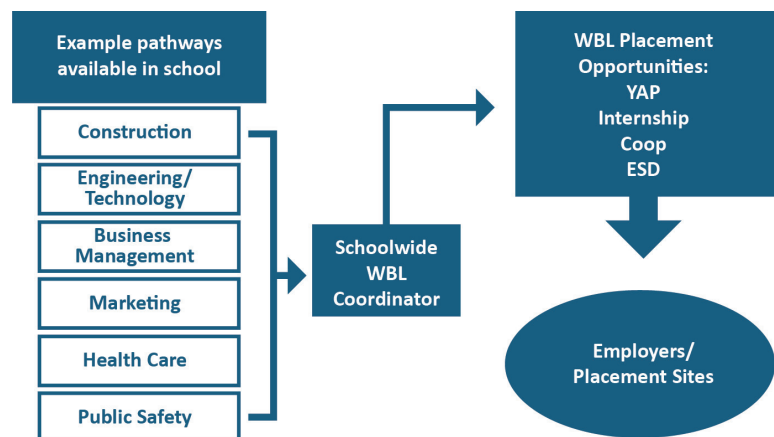 Example pathways
available in school
Construction
Engineering/
Technology
Business
Management
Marketing
Health Care
Public Safety
Schoolwide
WBL
Coordinator
WBL Placement
Opportunities:
YAP
Internship
Coop
ESD
Employers/
Placement Sites